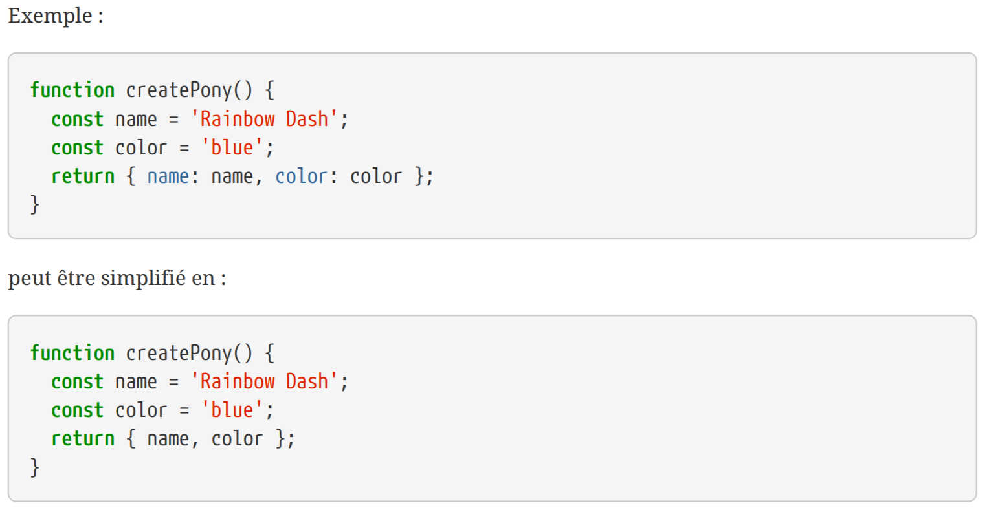 Exemple :
function createPony() {
  const name = 'Rainbow Dash';
  const color = 'blue';
  return { name: name, color: color };
}
peut être simplifié en :
function createPony() {
  const name = 'Rainbow Dash';
  const color = 'blue';
  return { name, color };
}